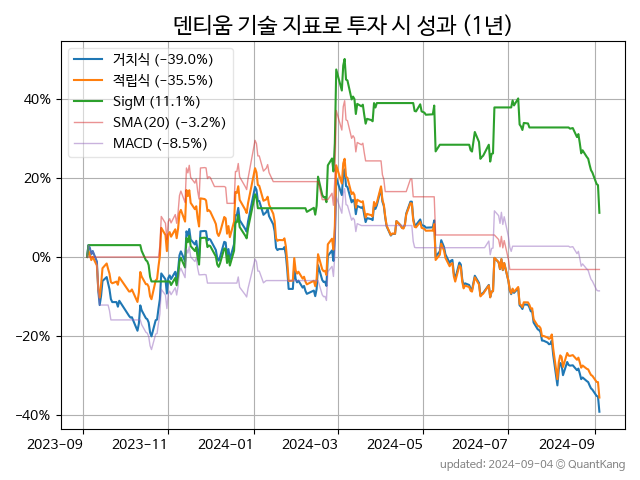 덴티움 기술 지표로 투자 시 성과 (1년)
거치식 (−39.0%)
적립식 (−35.5%)
SigM (11.1%)
SMA(20) (−3.2%)
MACD (−8.5%)
40%
20%
0%
−20%
−40%
2023-09 2023-11 2024-01 2024-03 2024-05 2024-07 2024-09
updated: 2024-09-04 © QuantKang